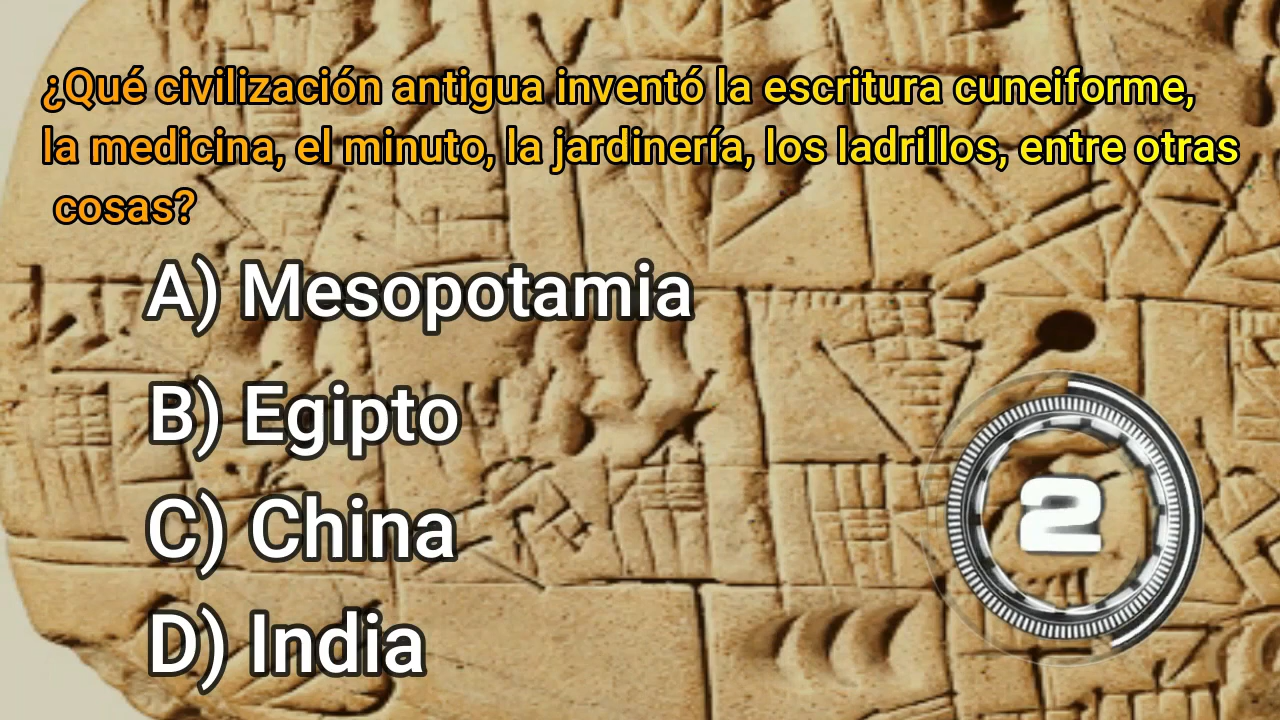 ¿Qué civilización antigua inventó la escritura cuneiforme,
la medicina, el minuto, la jardinería, los ladrillos, entre otras
cosas?
A) Mesopotamia
B) Egipto
C) China
D) India
2